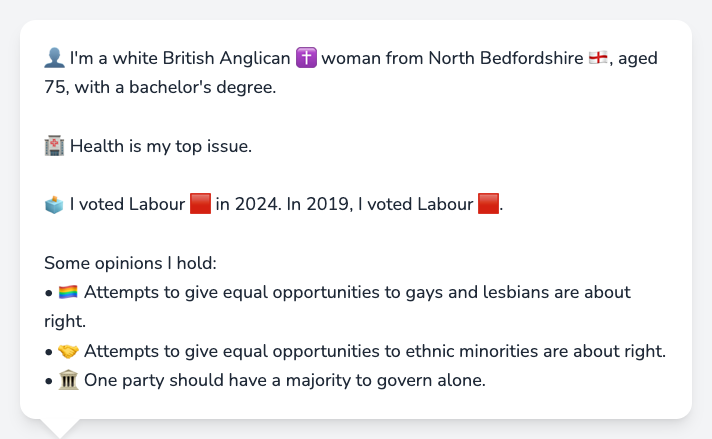 👤 I'm a white British Anglican ✝️ woman from North Bedfordshire 🏴󠁧󠁢󠁥󠁮󠁧󠁿, aged
75, with a bachelor's degree.
🏥 Health is my top issue.
🗳️ I voted Labour 🟥 in 2024. In 2019, I voted Labour 🟥.
Some opinions I hold:
• 🏳️‍🌈 Attempts to give equal opportunities to gays and lesbians are about
right.
• 🤝 Attempts to give equal opportunities to ethnic minorities are about right.
• 🏛️ One party should have a majority to govern alone.